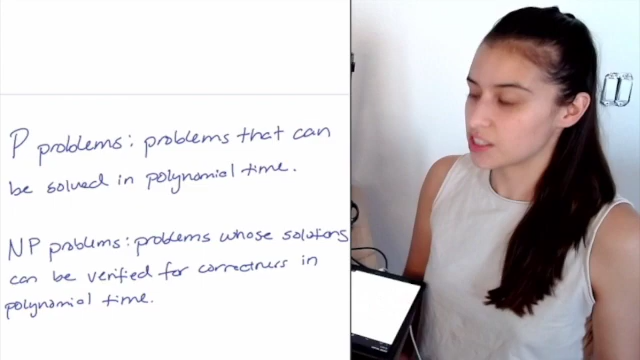 P problems: problems that can
be solved in polynomial time.
NP problems: problems whose solutions
can be verified for correctness in
polynomial time.